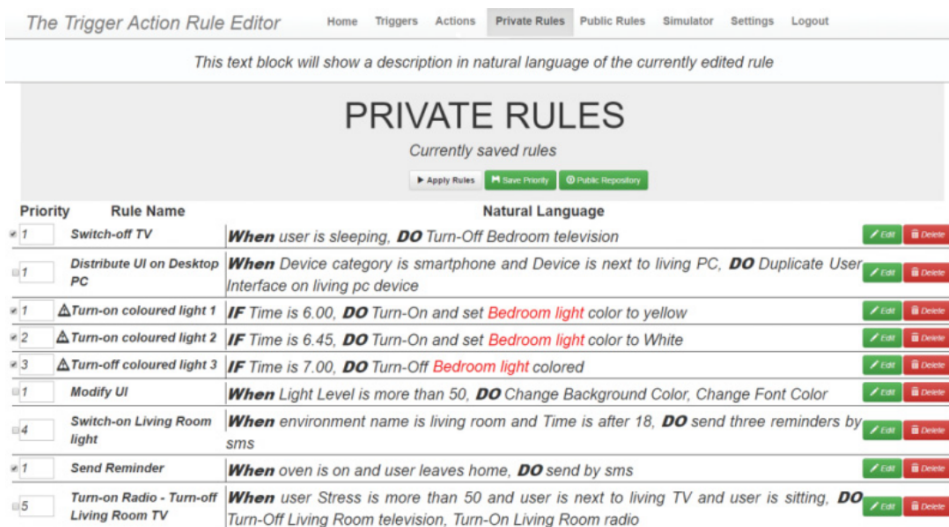 The Trigger Action Rule Editor Home Triggers Actions Private Rules Public Rules Simulator Settings Logout
This text block will show a description in natural language of the currently edited rule
PRIVATE RULES
Currently saved rules
Apply Rules Save Priority Public Repository
Priority Rule Name Natural Language
1 Switch-off TV When user is sleeping, DO Turn-Off Bedroom television Edit Delete
1 Distribute UI on Desktop PC When Device category is smartphone and Device is next to living PC, DO Duplicate User Interface on living pc device Edit Delete
1 Turn-on coloured light 1 IF Time is 6.00, DO Turn-On and set Bedroom light color to yellow Edit Delete
2 Turn-on coloured light 2 IF Time is 6.45, DO Turn-On and set Bedroom light color to White Edit Delete
3 Turn-off coloured light 3 IF Time is 7.00, DO Turn-Off Bedroom light colored Edit Delete
1 Modify UI When Light Level is more than 50, DO Change Background Color, Change Font Color Edit Delete
4 Switch-on Living Room light When environment name is living room and Time is after 18, DO send three reminders by sms Edit Delete
1 Send Reminder When oven is on and user leaves home, DO send by sms Edit Delete
5 Turn-on Radio - Turn-off Living Room TV When user Stress is more than 50 and user is next to living TV and user is sitting, DO Turn-Off Living Room television, Turn-On Living Room radio Edit Delete